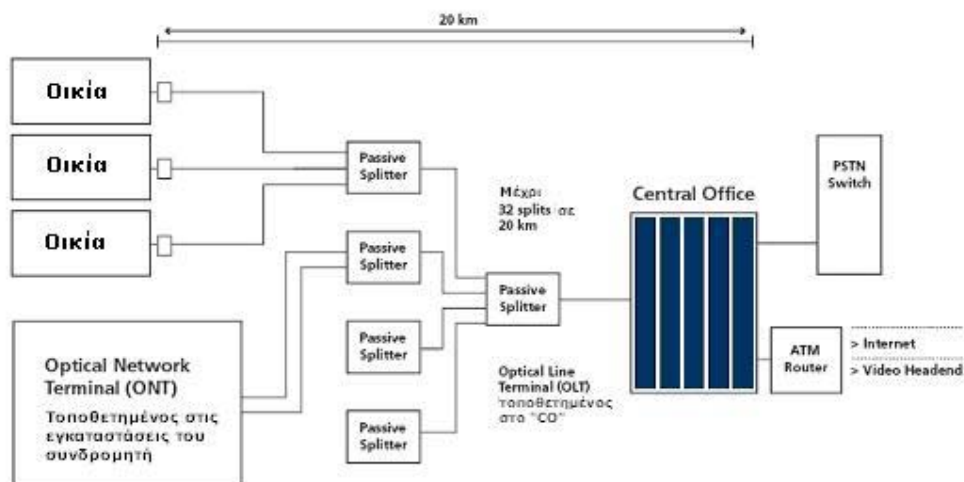 20 km
Οικία
Οικία
Οικία
Passive
Splitter
Passive
Splitter
Passive
Splitter
Passive
Splitter
Optical Network
Terminal (ONT)
Τοποθετημένος στις
εγκαταστάσεις του
συνδρομητή
Μέχρι
32 splits σε
20 km
Passive
Splitter
Optical Line
Terminal (OLT)
τοποθετημένος
στο "CO"
Central Office
PSTN
Switch
ATM
Router
> Internet
> Video Headend